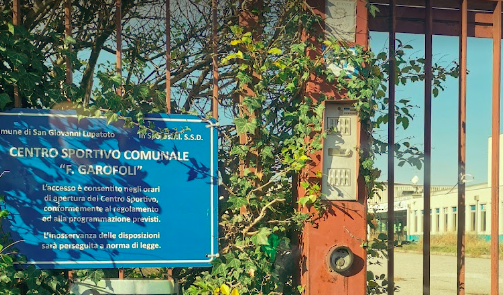 mune di San Giovanni Lupatoto S.S.D.
CENTRO SPORTIVO COMUNALE
"F. GAROFOLI"
L'accesso è consentito negli orari
di apertura del Centro Sportivo,
conformemente al regolamento
ed alla programmazione previsti.
L'inosservanza delle disposizioni
sarà perseguita a norma di legge.